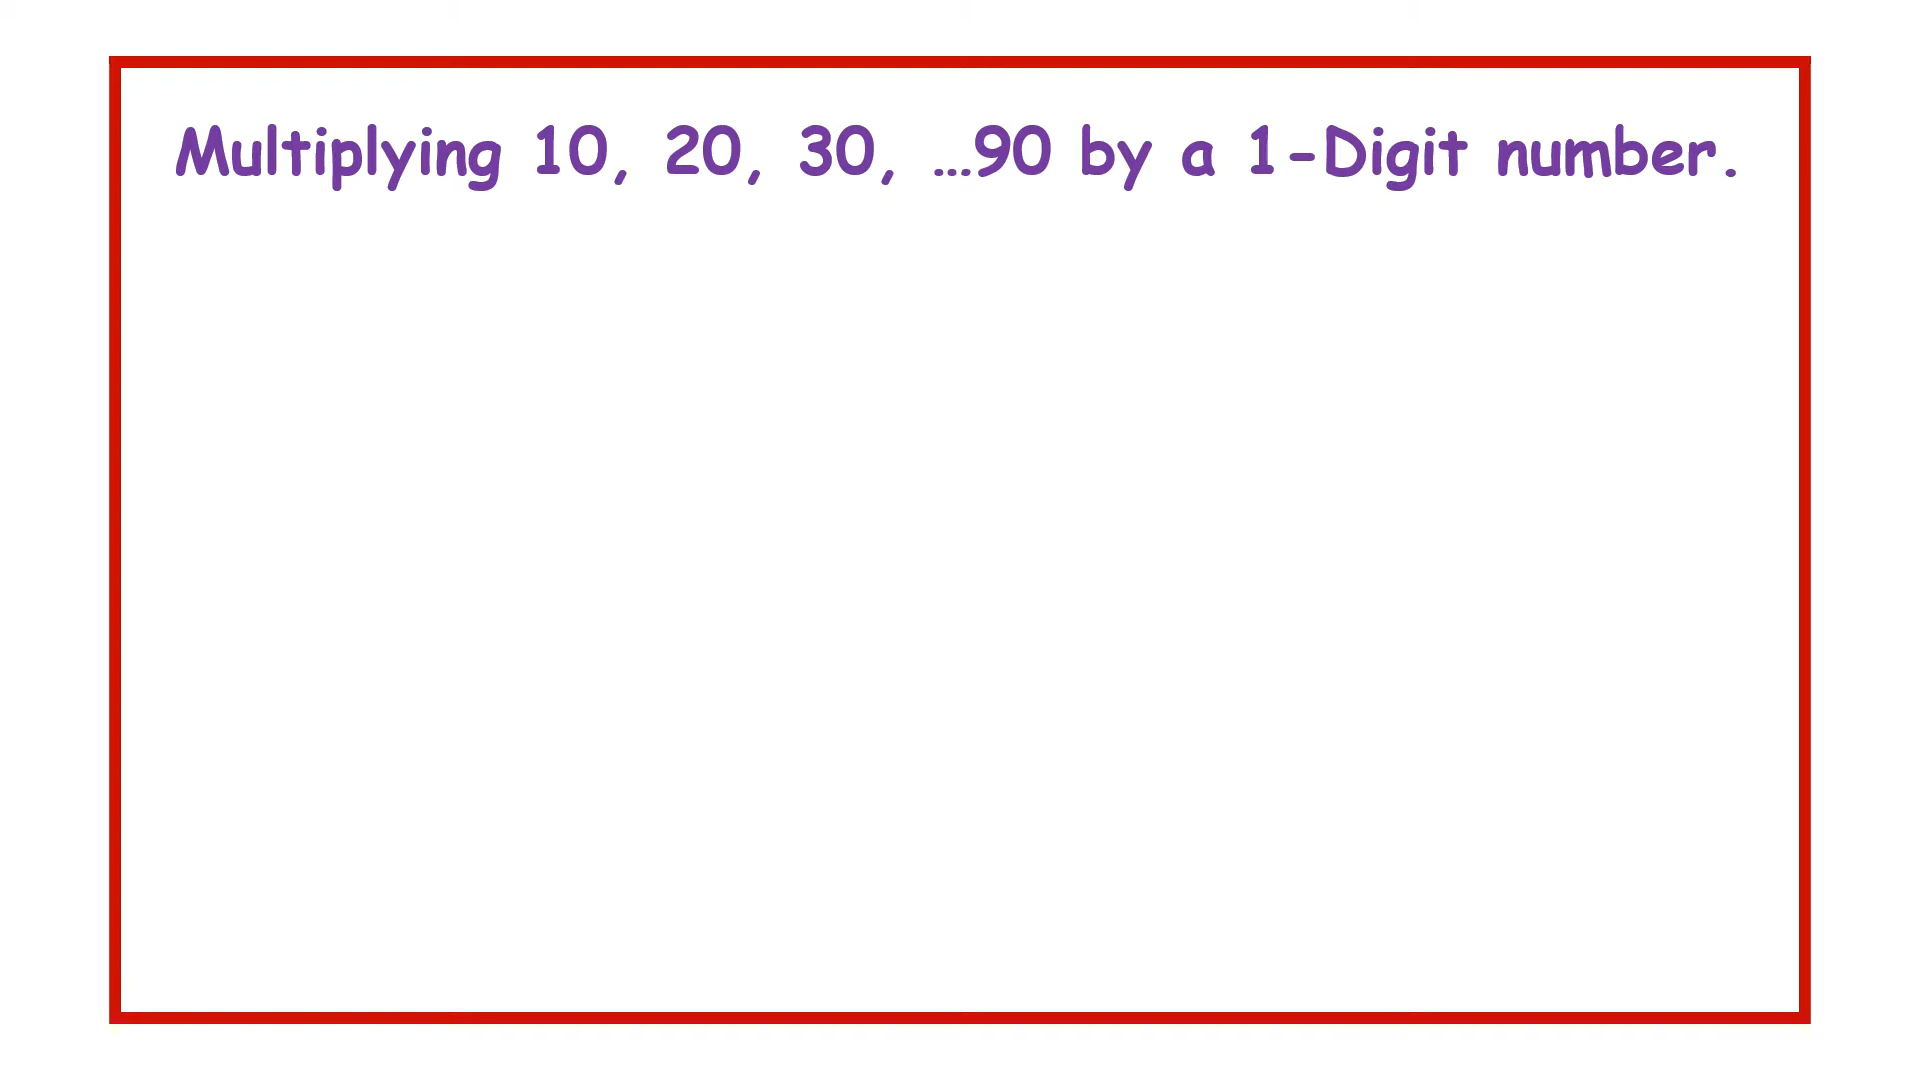 Multiplying 10, 20, 30, ...90 by a 1-Digit number.